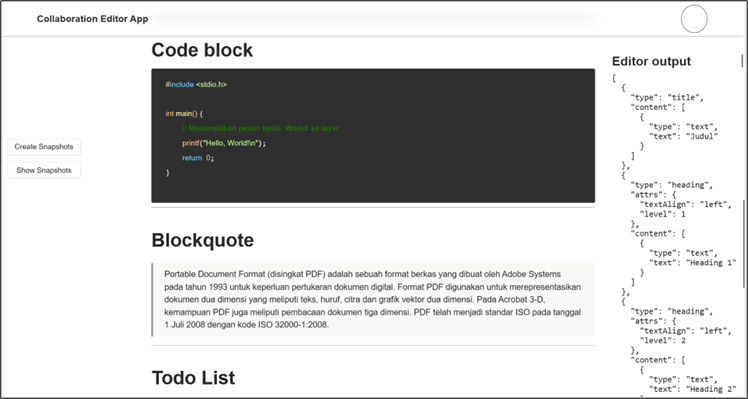 Collaboration Editor App
Create Snapshots
Show Snapshots
Code block
#include <stdio.h>
int main() {
// Menampilkan pesan Hello, World! ke layar
printf("Hello, World!\n");
return 0;
}
Blockquote
Portable Document Format (disingkat PDF) adalah sebuah format berkas yang dibuat oleh Adobe Systems
pada tahun 1993 untuk keperluan pertukaran dokumen digital. Format PDF digunakan untuk merepresentasikan
dokumen dua dimensi yang meliputi teks, huruf, citra dan grafik vektor dua dimensi. Pada Acrobat 3-D,
kemampuan PDF juga meliputi pembacaan dokumen tiga dimensi. PDF telah menjadi standar ISO pada tanggal
1 Juli 2008 dengan kode ISO 32000-1:2008.
Todo List
Editor output
[
{
"type": "title",
"content": [
{
"type": "text",
"text": "Judul"
}
]
},
{
"type": "heading",
"attrs": {
"textAlign": "left",
"level": 1
},
"content": [
{
"type": "text",
"text": "Heading 1"
}
]
},
{
"type": "heading",
"attrs": {
"textAlign": "left",
"level": 2
},
"content": [
{
"type": "text",
"text": "Heading 2"